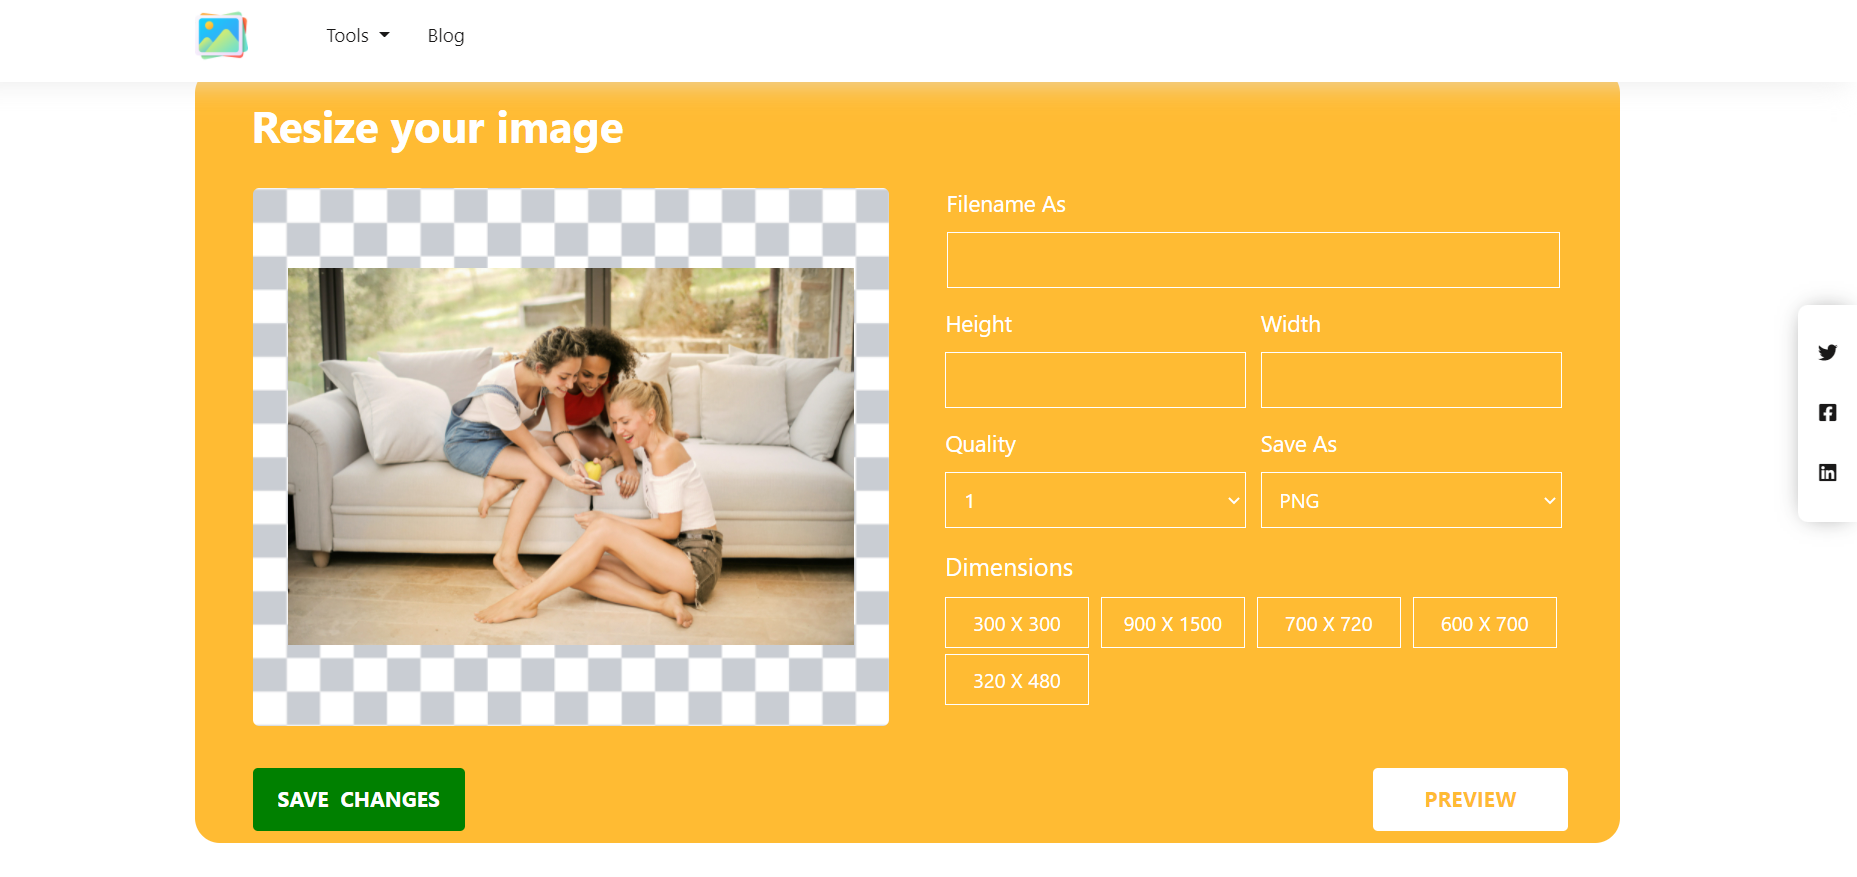 Tools Blog
Resize your image
Filename As
Height Width
Quality Save As
1 PNG
Dimensions
300 X 300 900 X 1500 700 X 720 600 X 700
320 X 480
SAVE CHANGES PREVIEW